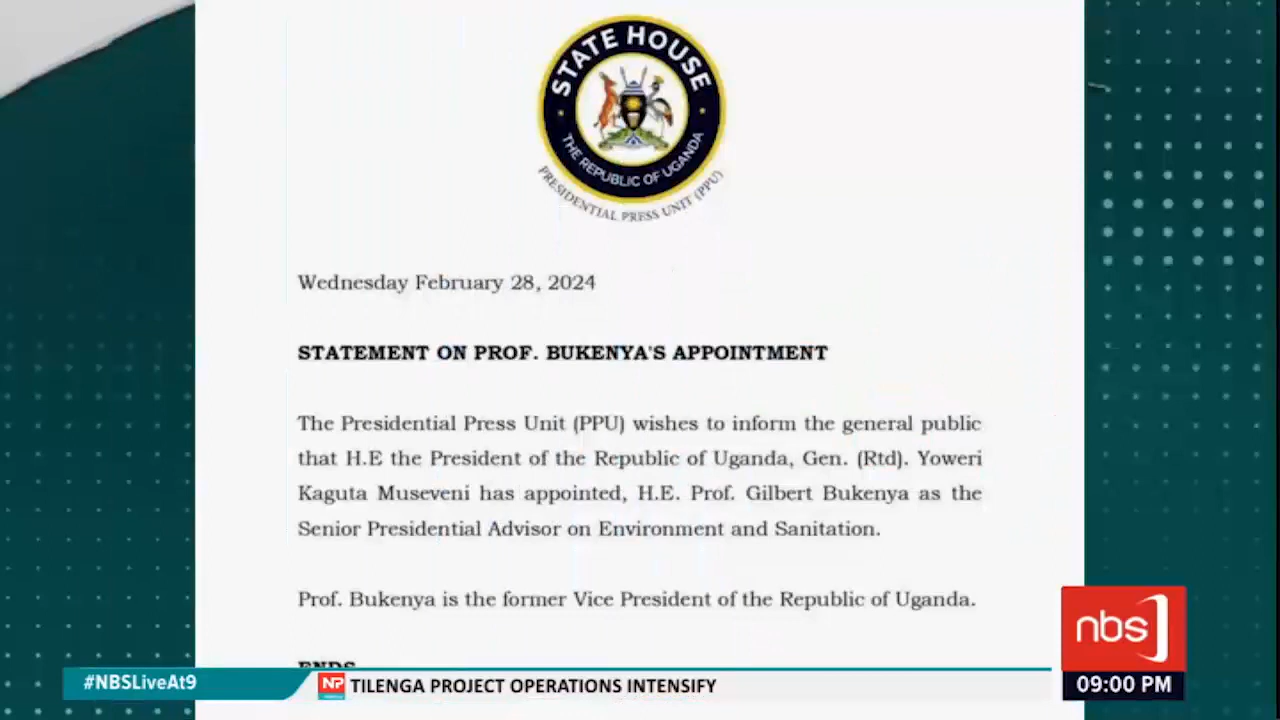 STATE HOUSE
THE REPUBLIC OF UGANDA
PRESIDENTIAL PRESS UNIT (PPU)
Wednesday February 28, 2024
STATEMENT ON PROF. BUKENYA'S APPOINTMENT
The Presidential Press Unit (PPU) wishes to inform the general public
that H.E the President of the Republic of Uganda, Gen. (Rtd). Yoweri
Kaguta Museveni has appointed, H.E. Prof. Gilbert Bukenya as the
Senior Presidential Advisor on Environment and Sanitation.
Prof. Bukenya is the former Vice President of the Republic of Uganda.
ENDS
nbs
#NBSLiveAt9
NP
TILENGA PROJECT OPERATIONS INTENSIFY
09:00 PM